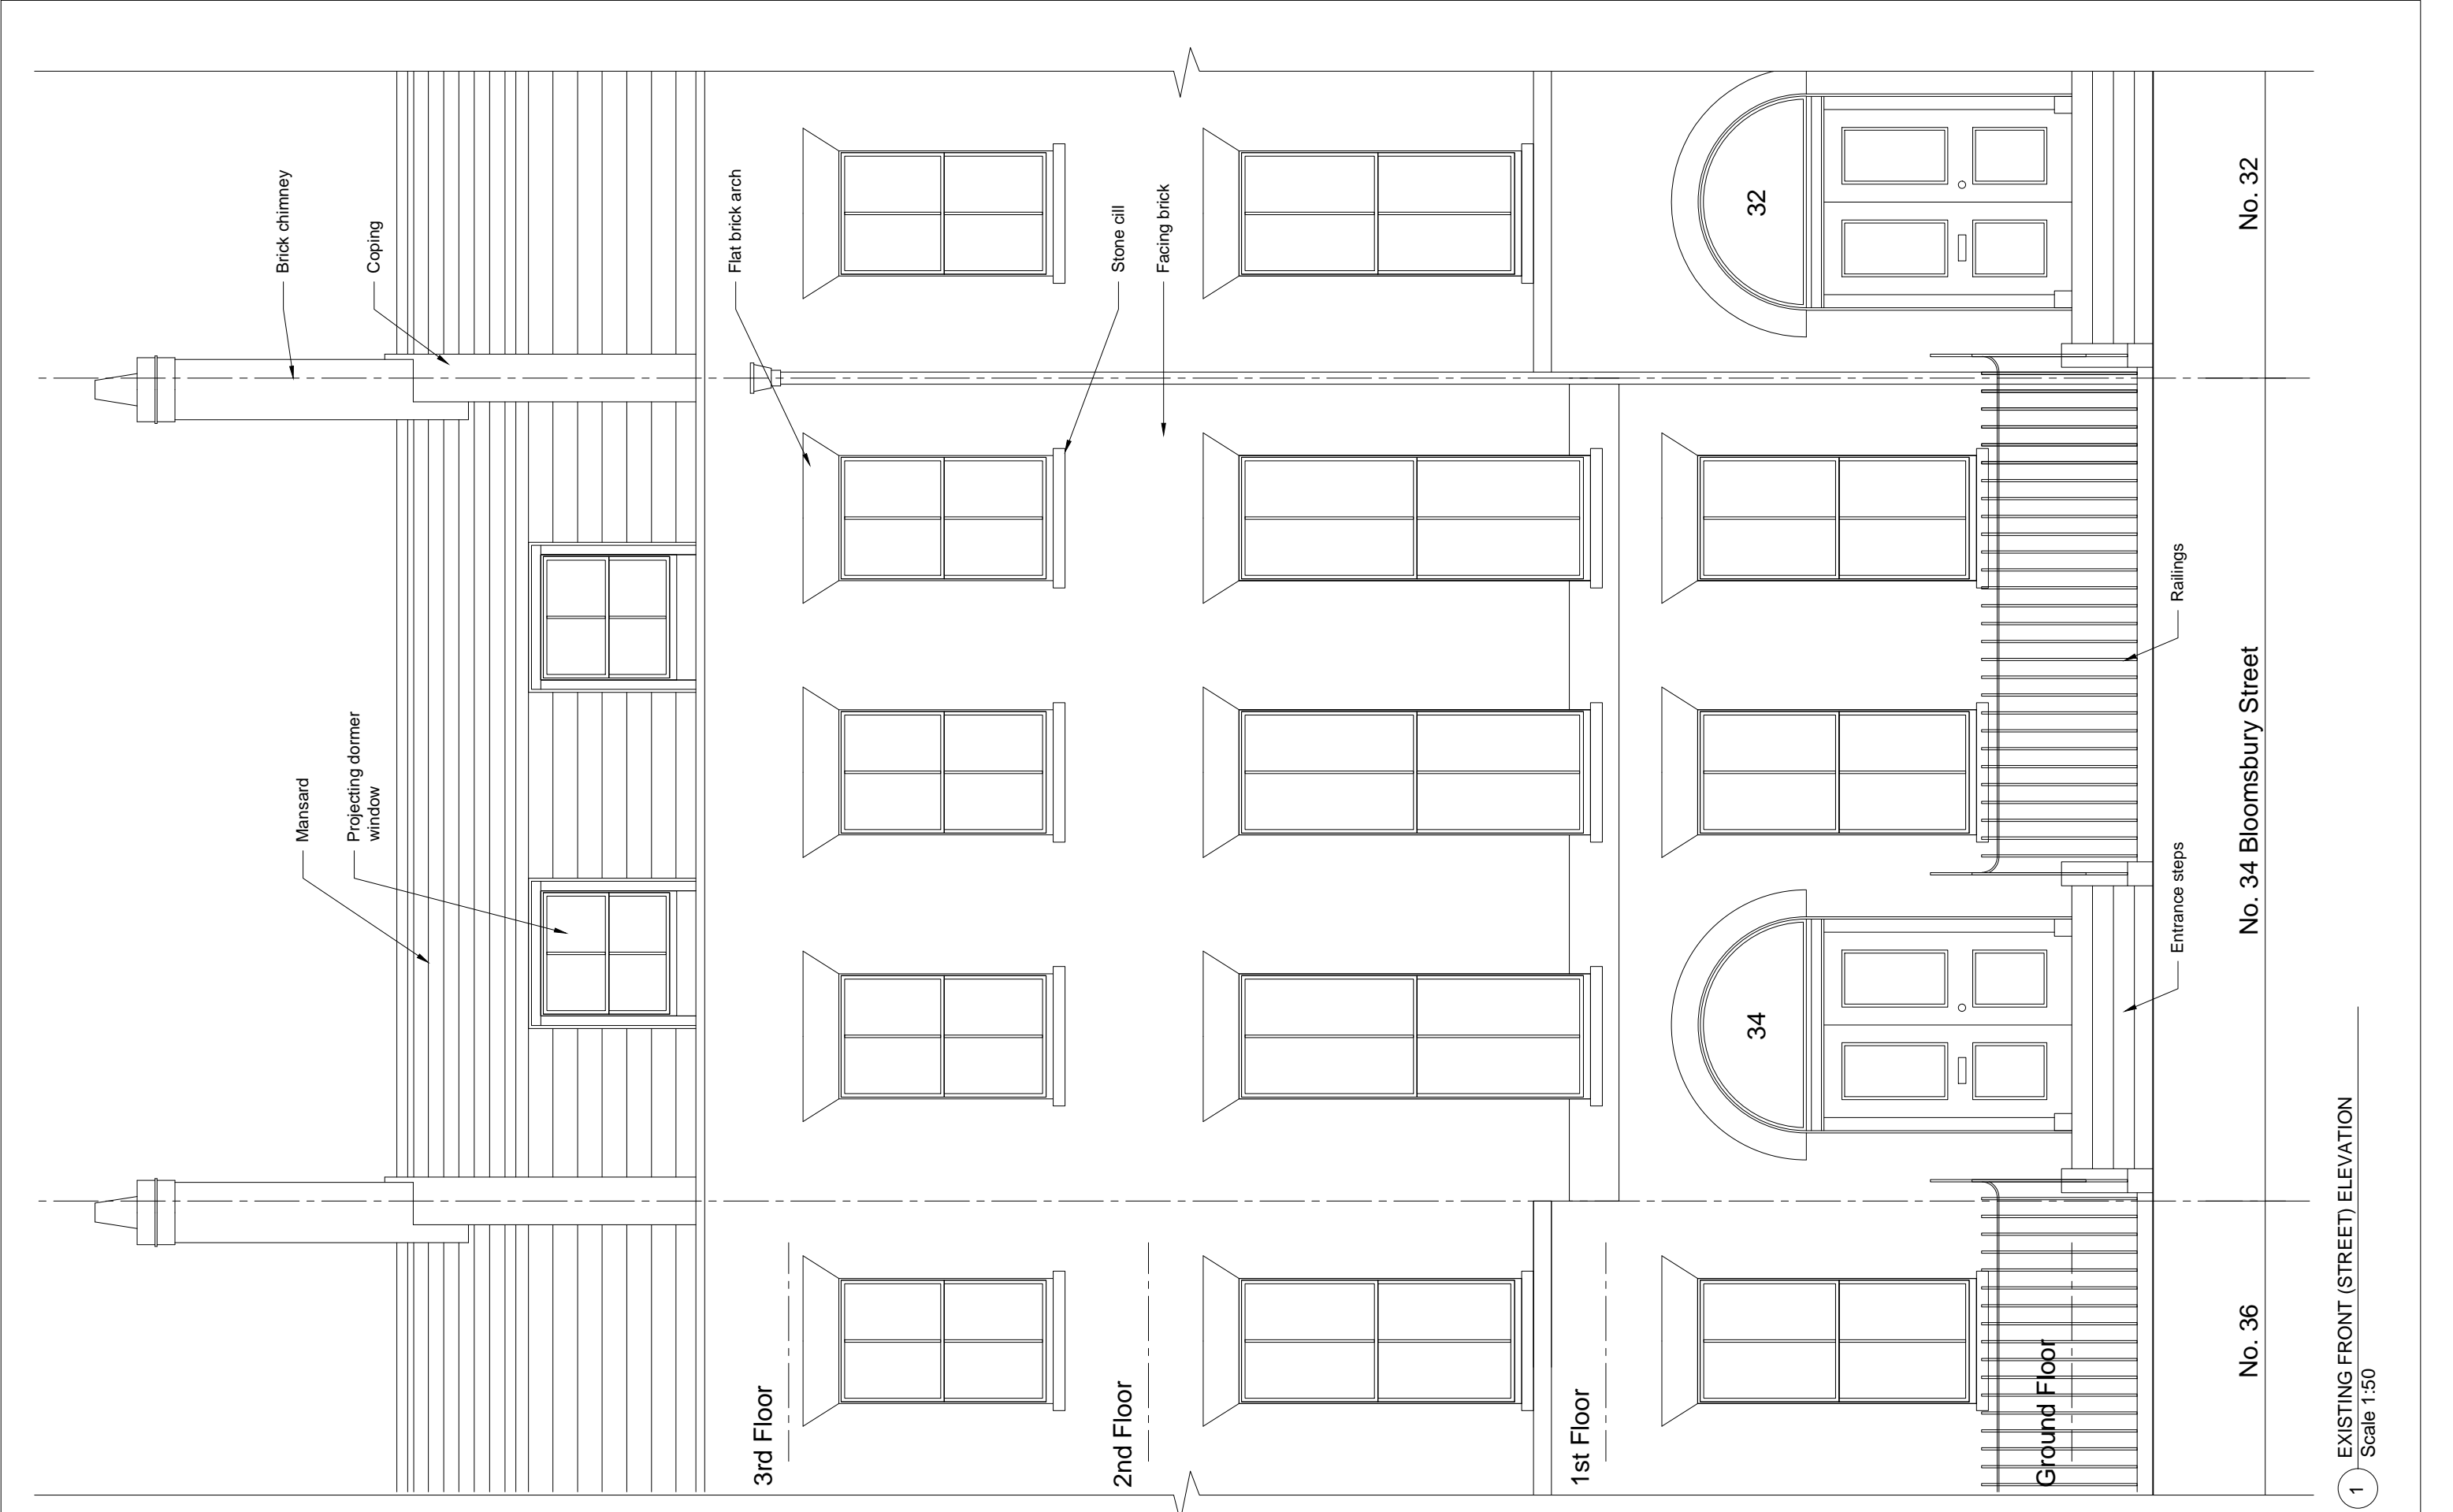 Brick chimney
Coping
Mansard
Projecting dormer
window
Flat brick arch
3rd Floor
Stone cill
Facing brick
2nd Floor
1st Floor
34
32
Ground Floor
Entrance steps
Railings
No. 36
No. 34 Bloomsbury Street
No. 32
1
EXISTING FRONT (STREET) ELEVATION
Scale 1:50